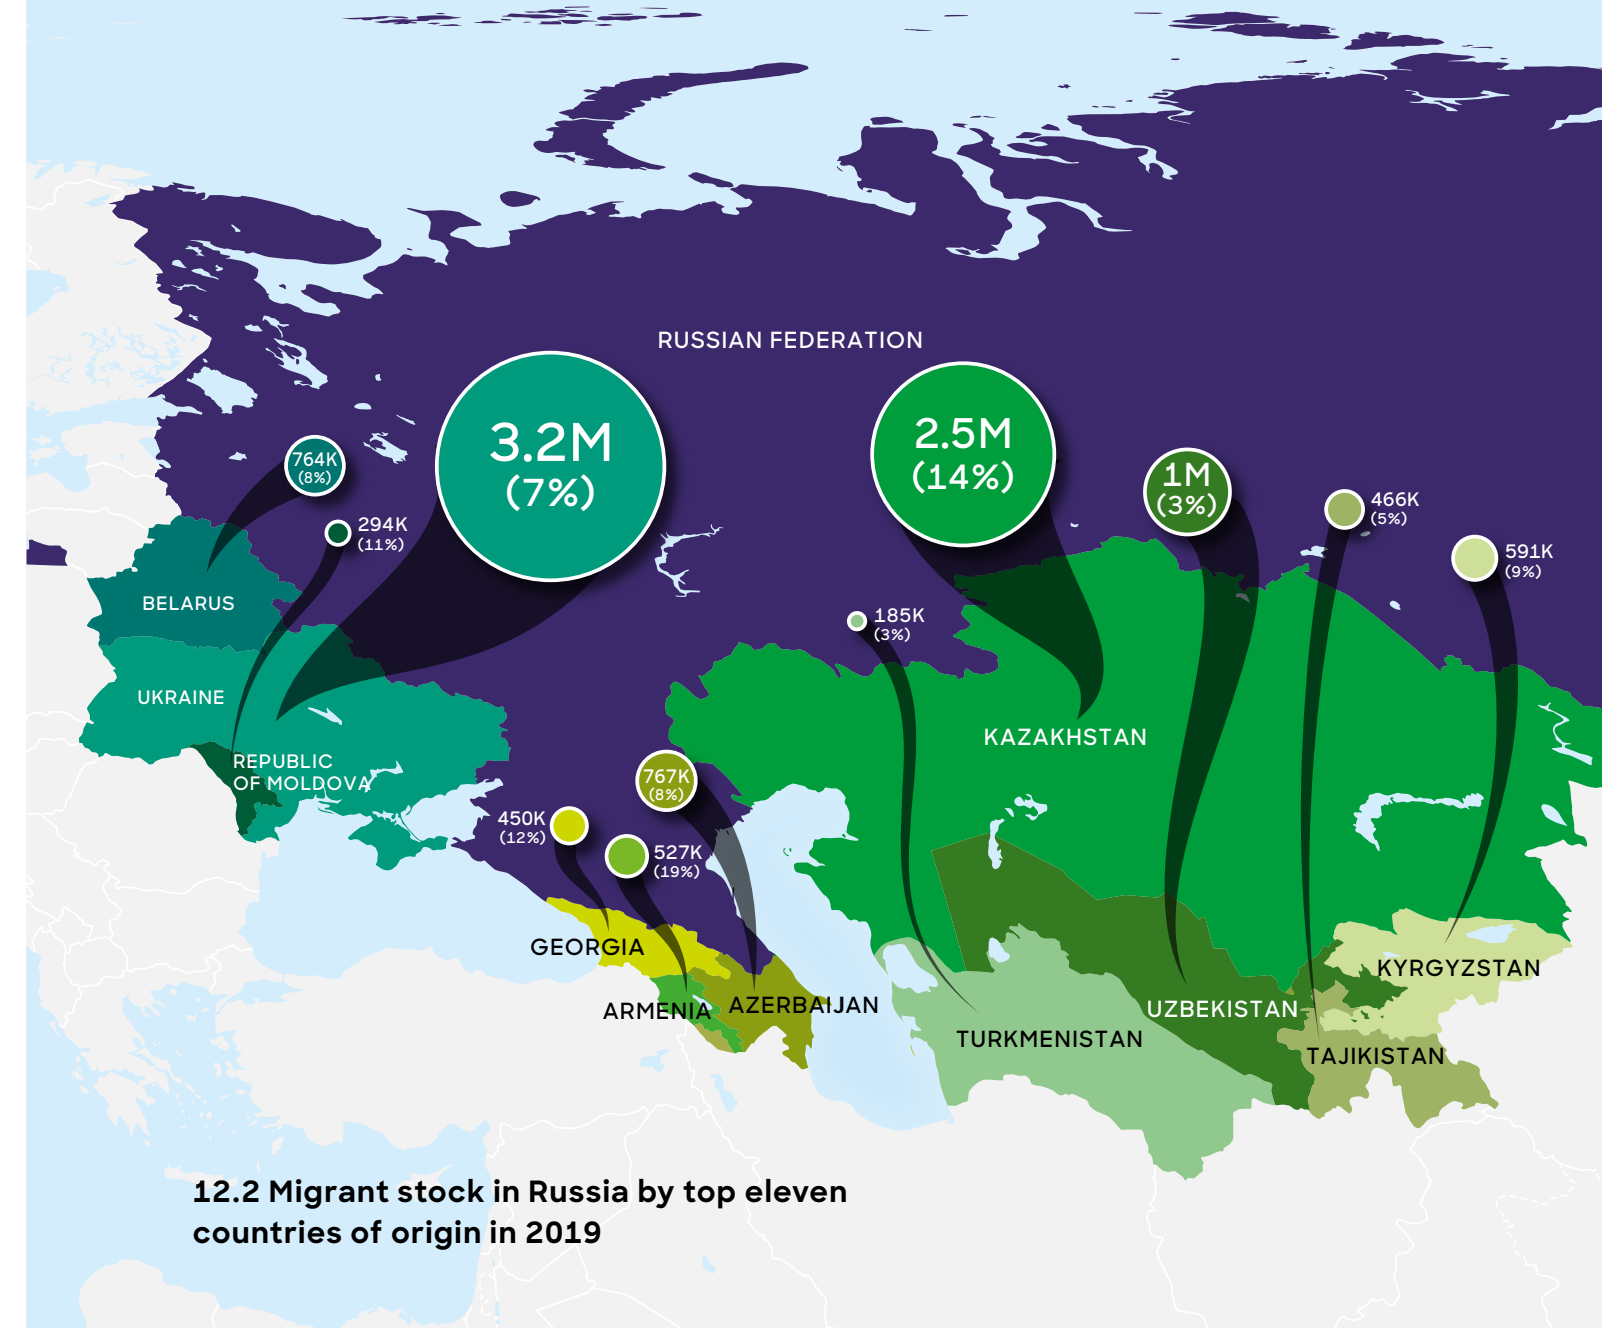 RUSSIAN FEDERATION
3.2M
(7%)
2.5M
(14%)
764K
(8%)
1M
(3%)
466K
(5%)
294K
(11%)
591K
(9%)
BELARUS
185K
(3%)
UKRAINE
KAZAKHSTAN
REPUBLIC
OF MOLDOVA
767K
(8%)
450K
(12%)
527K
(19%)
GEORGIA
KYRGYZSTAN
ARMENIA
AZERBAIJAN
UZBEKISTAN
TURKMENISTAN
TAJIKISTAN
12.2 Migrant stock in Russia by top eleven
countries of origin in 2019